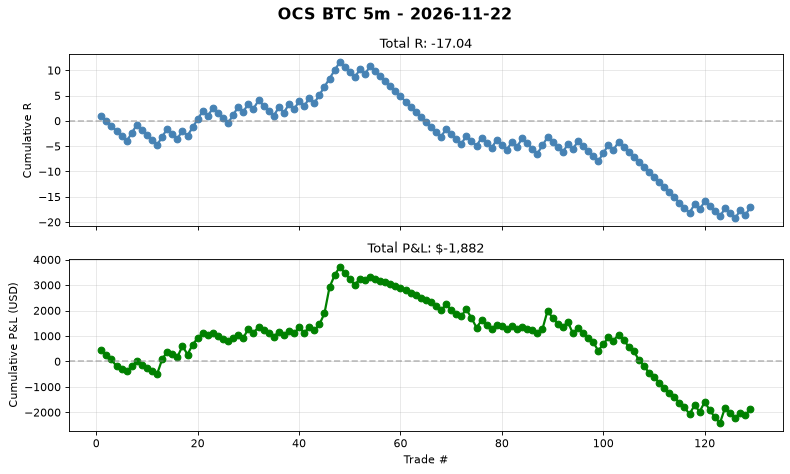 OCS BTC 5m - 2026-11-22
Total R: -17.04
10
5
0
−5
−10
−15
−20
Cumulative R
Total P&L: $-1,882
4000
3000
2000
1000
0
−1000
−2000
Cumulative P&L (USD)
0 20 40 60 80 100 120
Trade #